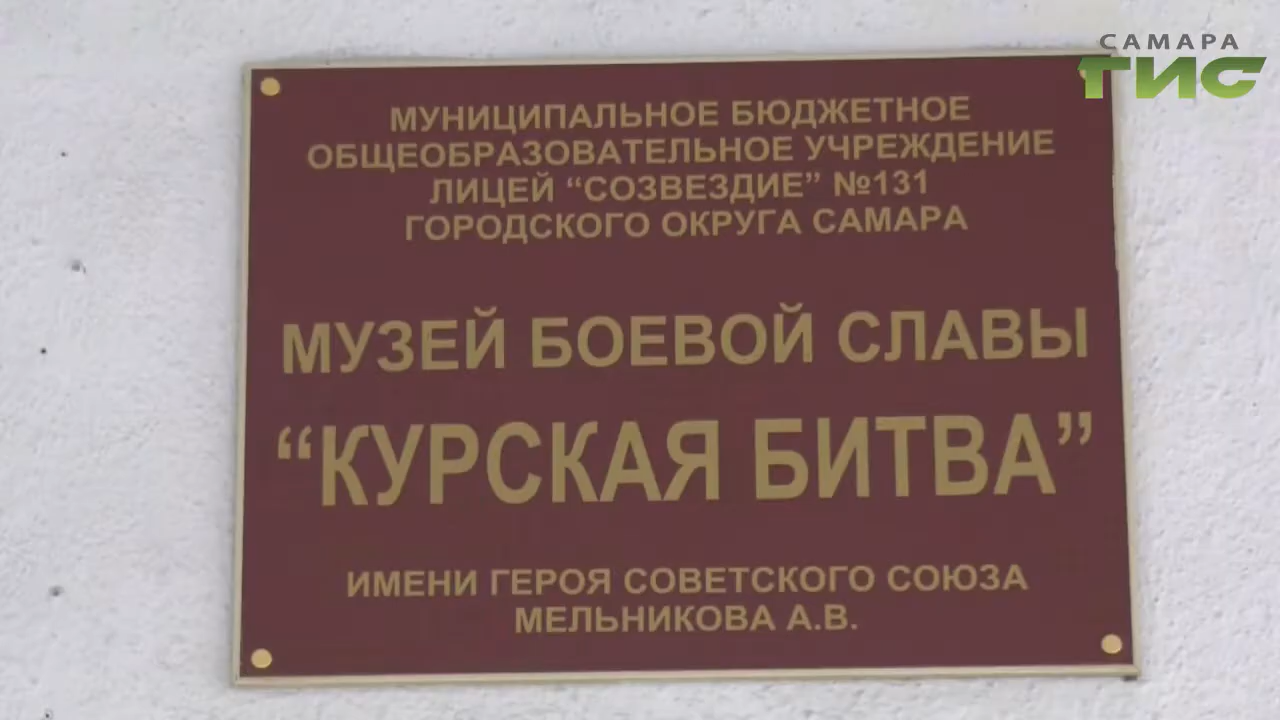 САМАРА
ГИС
МУНИЦИПАЛЬНОЕ БЮДЖЕТНОЕ
ОБЩЕОБРАЗОВАТЕЛЬНОЕ УЧРЕЖДЕНИЕ
ЛИЦЕЙ “СОЗВЕЗДИЕ” №131
ГОРОДСКОГО ОКРУГА САМАРА
МУЗЕЙ БОЕВОЙ СЛАВЫ
“КУРСКАЯ БИТВА”
ИМЕНИ ГЕРОЯ СОВЕТСКОГО СОЮЗА
МЕЛЬНИКОВА А.В.